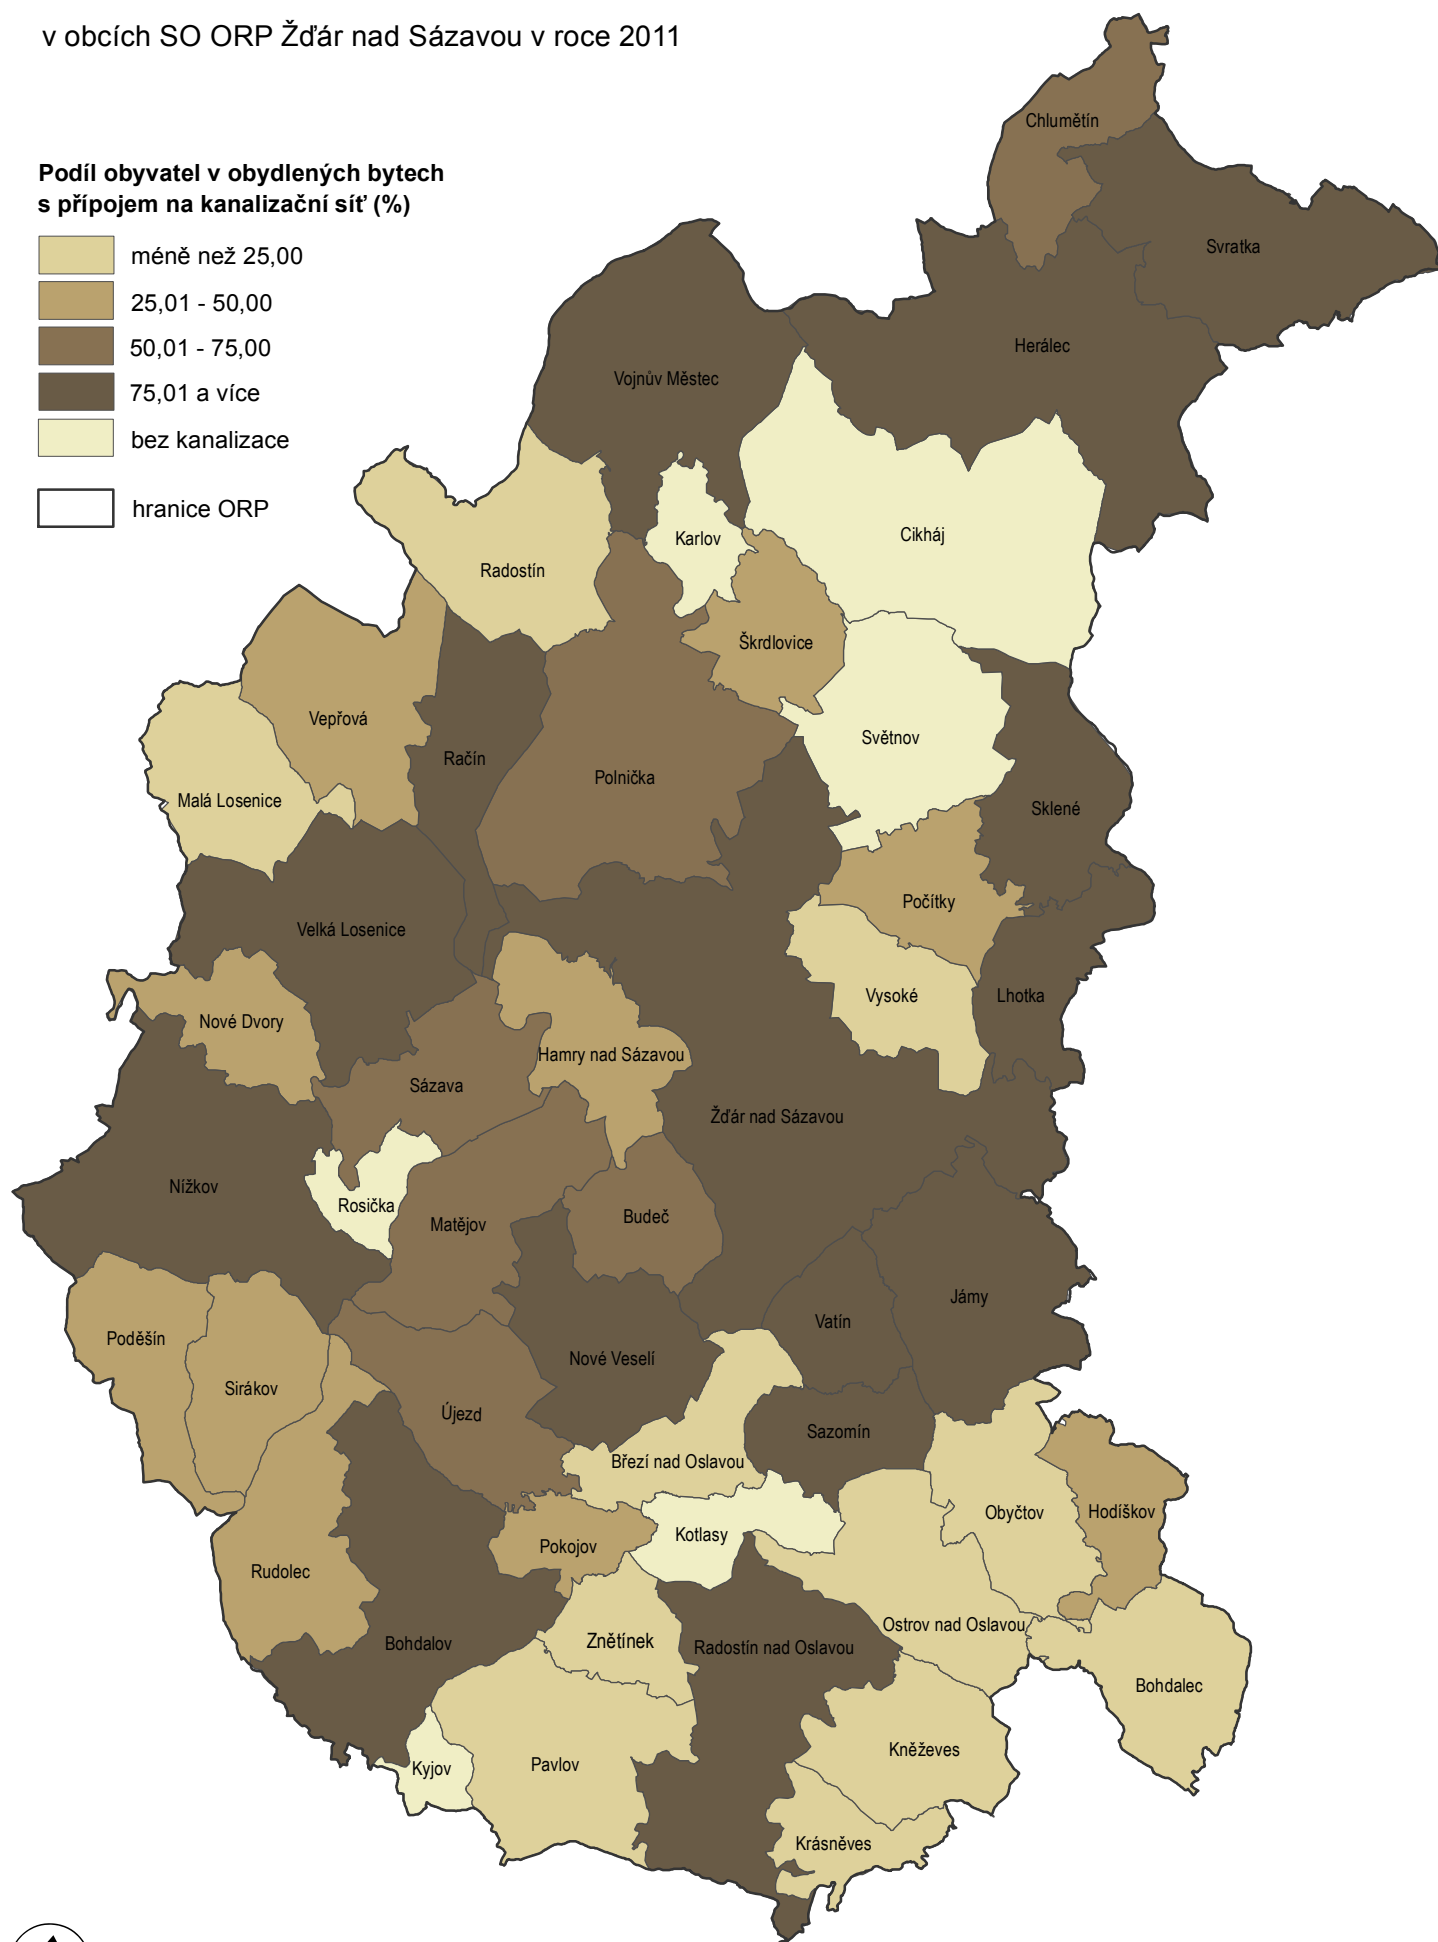 v obcích SO ORP Žďár nad Sázavou v roce 2011
Podíl obyvatel v obydlených bytech
s přípojem na kanalizační síť (%)
méně než 25,00
25,01 - 50,00
50,01 - 75,00
75,01 a více
bez kanalizace
hranice ORP
Chlumětín
Svratka
Herálec
Vojnův Městec
Karlov
Cikháj
Radostín
Škrdlovice
Vepřová
Světnov
Račín
Polnička
Malá Losenice
Sklené
Počítky
Velká Losenice
Vysoké
Lhotka
Nové Dvory
Hamry nad Sázavou
Sázava
Žďár nad Sázavou
Nížkov
Rosička
Matějov
Budeč
Jámy
Vatín
Poděšín
Nové Veselí
Sirákov
Újezd
Sazomín
Březí nad Oslavou
Obyčtov
Hodíškov
Kotlasy
Pokojov
Rudolec
Ostrov nad Oslavou
Znětínek
Bohdalov
Radostín nad Oslavou
Bohdalec
Kněževes
Pavlov
Kyjov
Krásněves